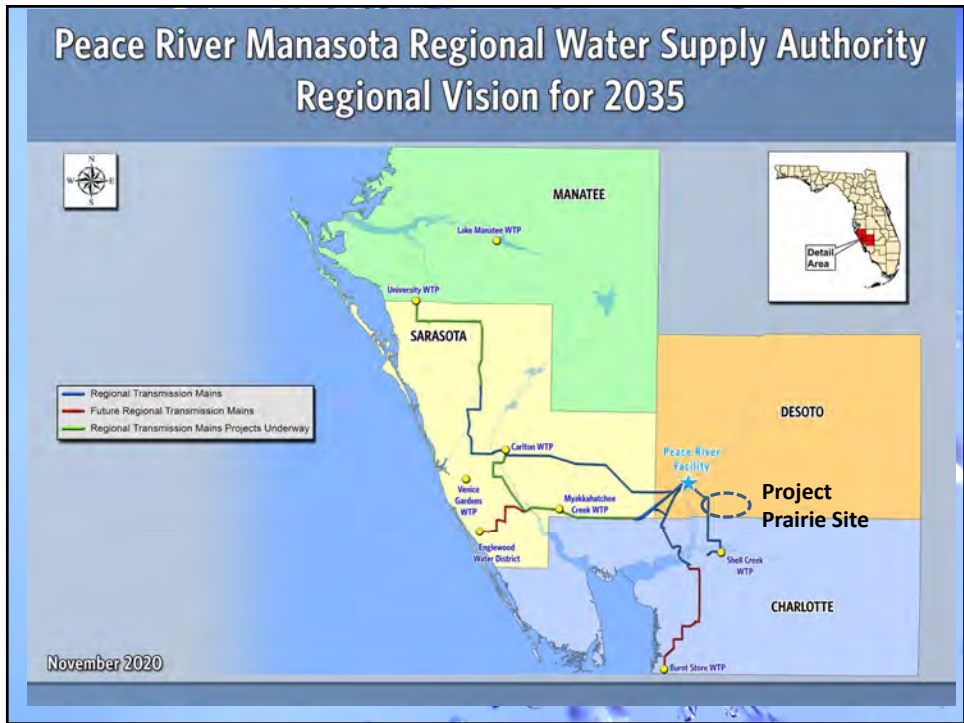 Peace River Manasota Regional Water Supply Authority
Regional Vision for 2035
N
W E
S
MANATEE
Lake Manatee WTP
Detail
Area
University WTP
SARASOTA
Regional Transmission Mains
Future Regional Transmission Mains
Regional Transmission Mains Projects Underway
DESOTO
Carlton WTP
Peace River
Facility
Venice
Gardens
WTP
Myakkahatchee
Creek WTP
Project
Prairie Site
Englewood
Water District
Shell Creek
WTP
CHARLOTTE
November 2020
Burnt Store WTP